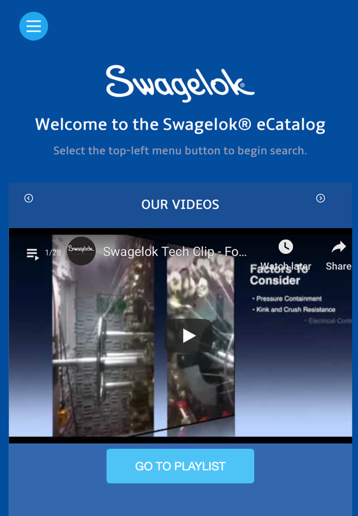 Swagelok®
Welcome to the Swagelok® eCatalog
Select the top-left menu button to begin search.
OUR VIDEOS
1/28
Swagelok
Swagelok Tech Clip - Fo...
Watch later
Share
Factors To
Consider
• Pressure Containment
• Kink and Crush Resistance
• Electrical Con
GO TO PLAYLIST